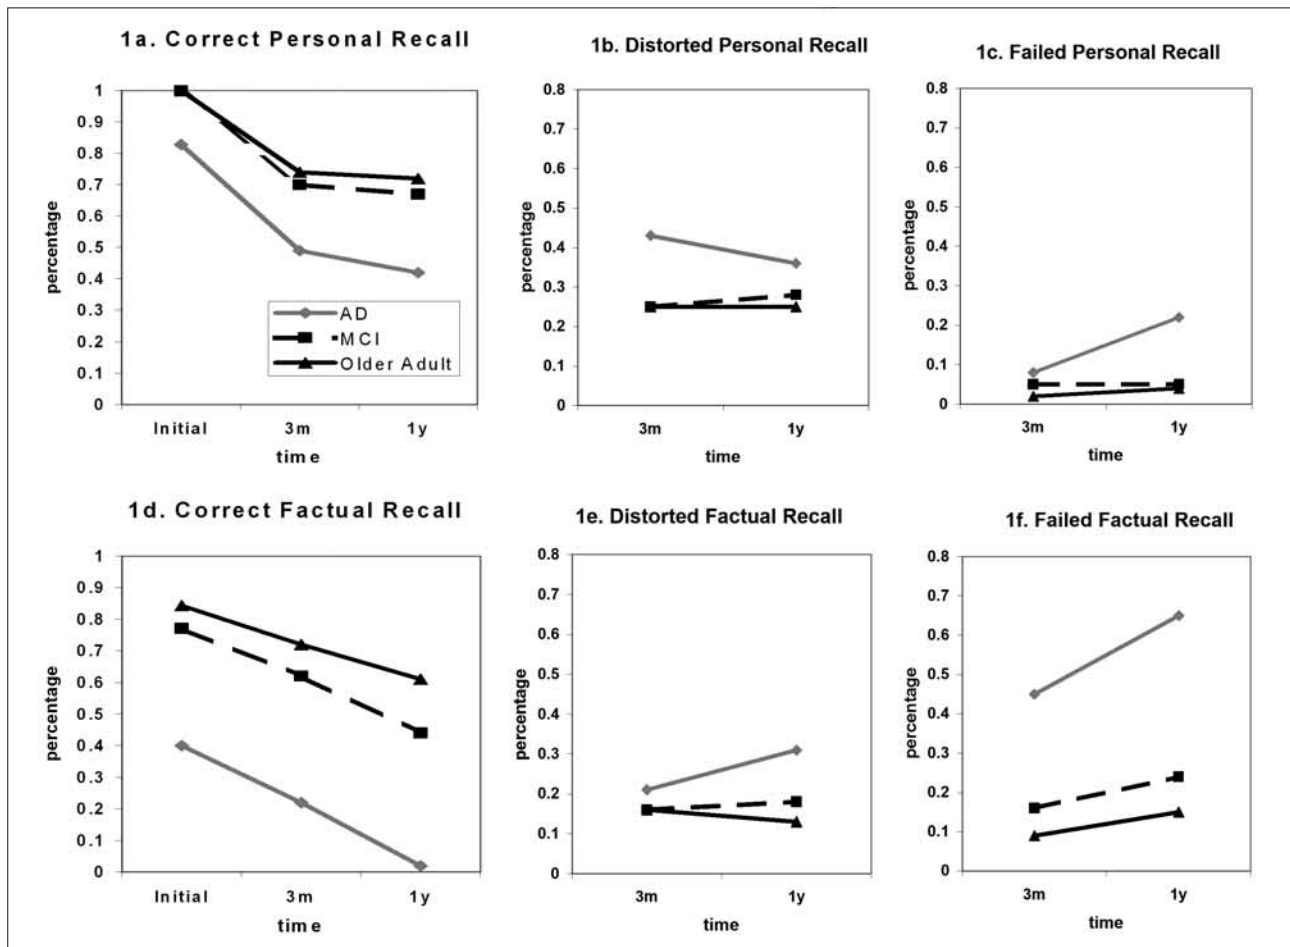 1a. Correct Personal Recall
percentage
1
0.9
0.8
0.7
0.6
0.5
0.4
0.3
0.2
0.1
0
AD
MCI
Older Adult
Initial 3m 1y
time
1b. Distorted Personal Recall
percentage
0.8
0.7
0.6
0.5
0.4
0.3
0.2
0.1
0
3m 1y
time
1c. Failed Personal Recall
percentage
0.8
0.7
0.6
0.5
0.4
0.3
0.2
0.1
0
3m 1y
time
1d. Correct Factual Recall
percentage
1
0.9
0.8
0.7
0.6
0.5
0.4
0.3
0.2
0.1
0
Initial 3m 1y
time
1e. Distorted Factual Recall
percentage
0.8
0.7
0.6
0.5
0.4
0.3
0.2
0.1
0
3m 1y
time
1f. Failed Factual Recall
percentage
0.8
0.7
0.6
0.5
0.4
0.3
0.2
0.1
0
3m 1y
time